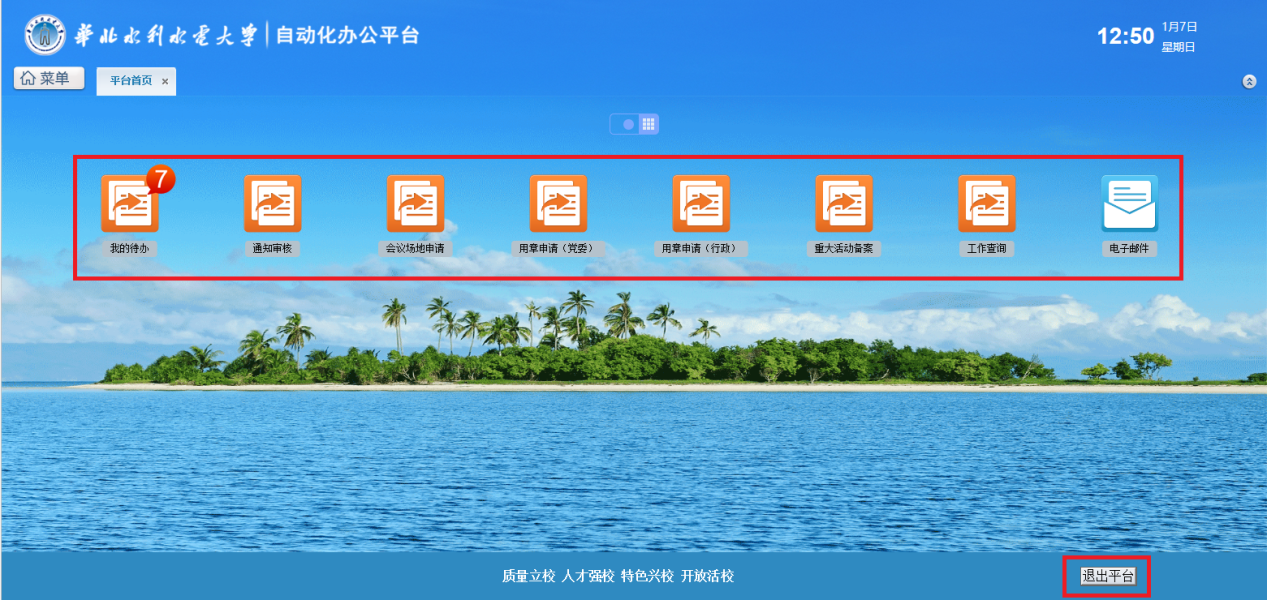 华北水利水电大学 自动化办公平台
12:50 1月7日
星期日
菜单 平台首页 ×
7
我的待办 通知审核 会议场地申请 用章申请（党委） 用章申请（行政） 重大活动备案 工作查询 电子邮件
质量立校 人才强校 特色兴校 开放活校 退出平台